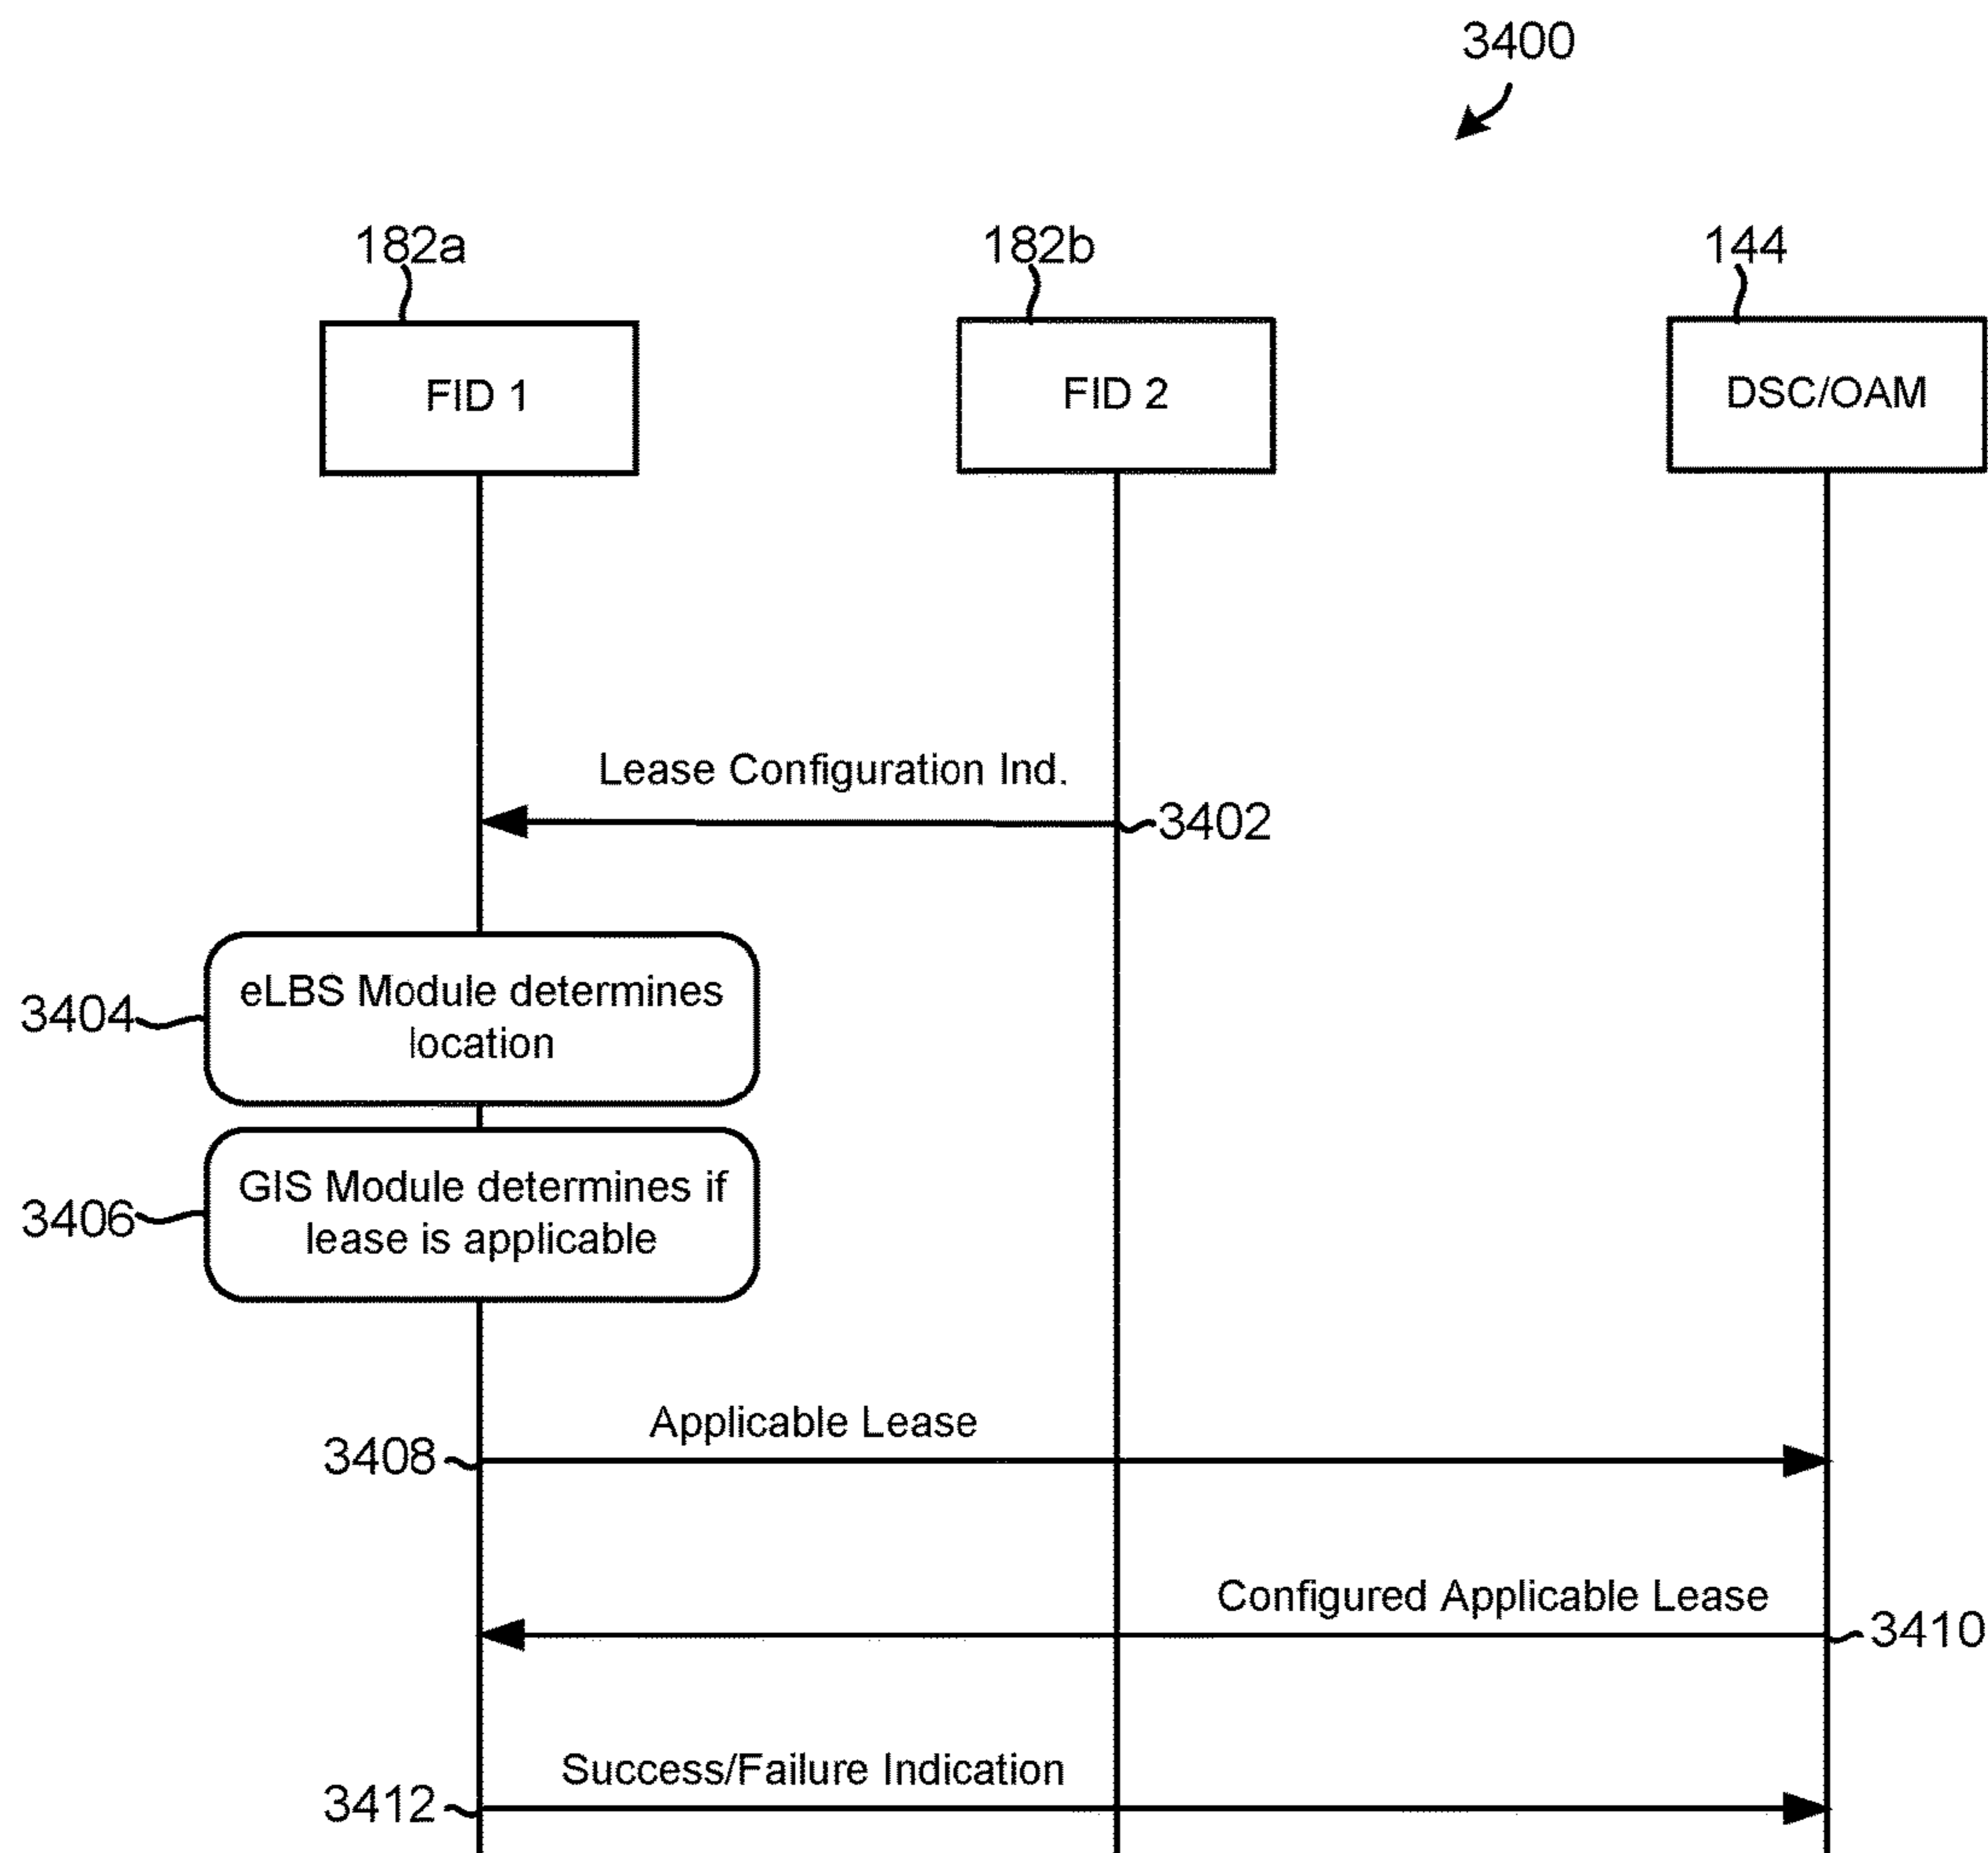 3400
182a
182b
144
FID 1
FID 2
DSC/OAM
Lease Configuration Ind.
3402
eLBS Module determines
location
3404
GIS Module determines if
lease is applicable
3406
Applicable Lease
3408
Configured Applicable Lease
3410
Success/Failure Indication
3412